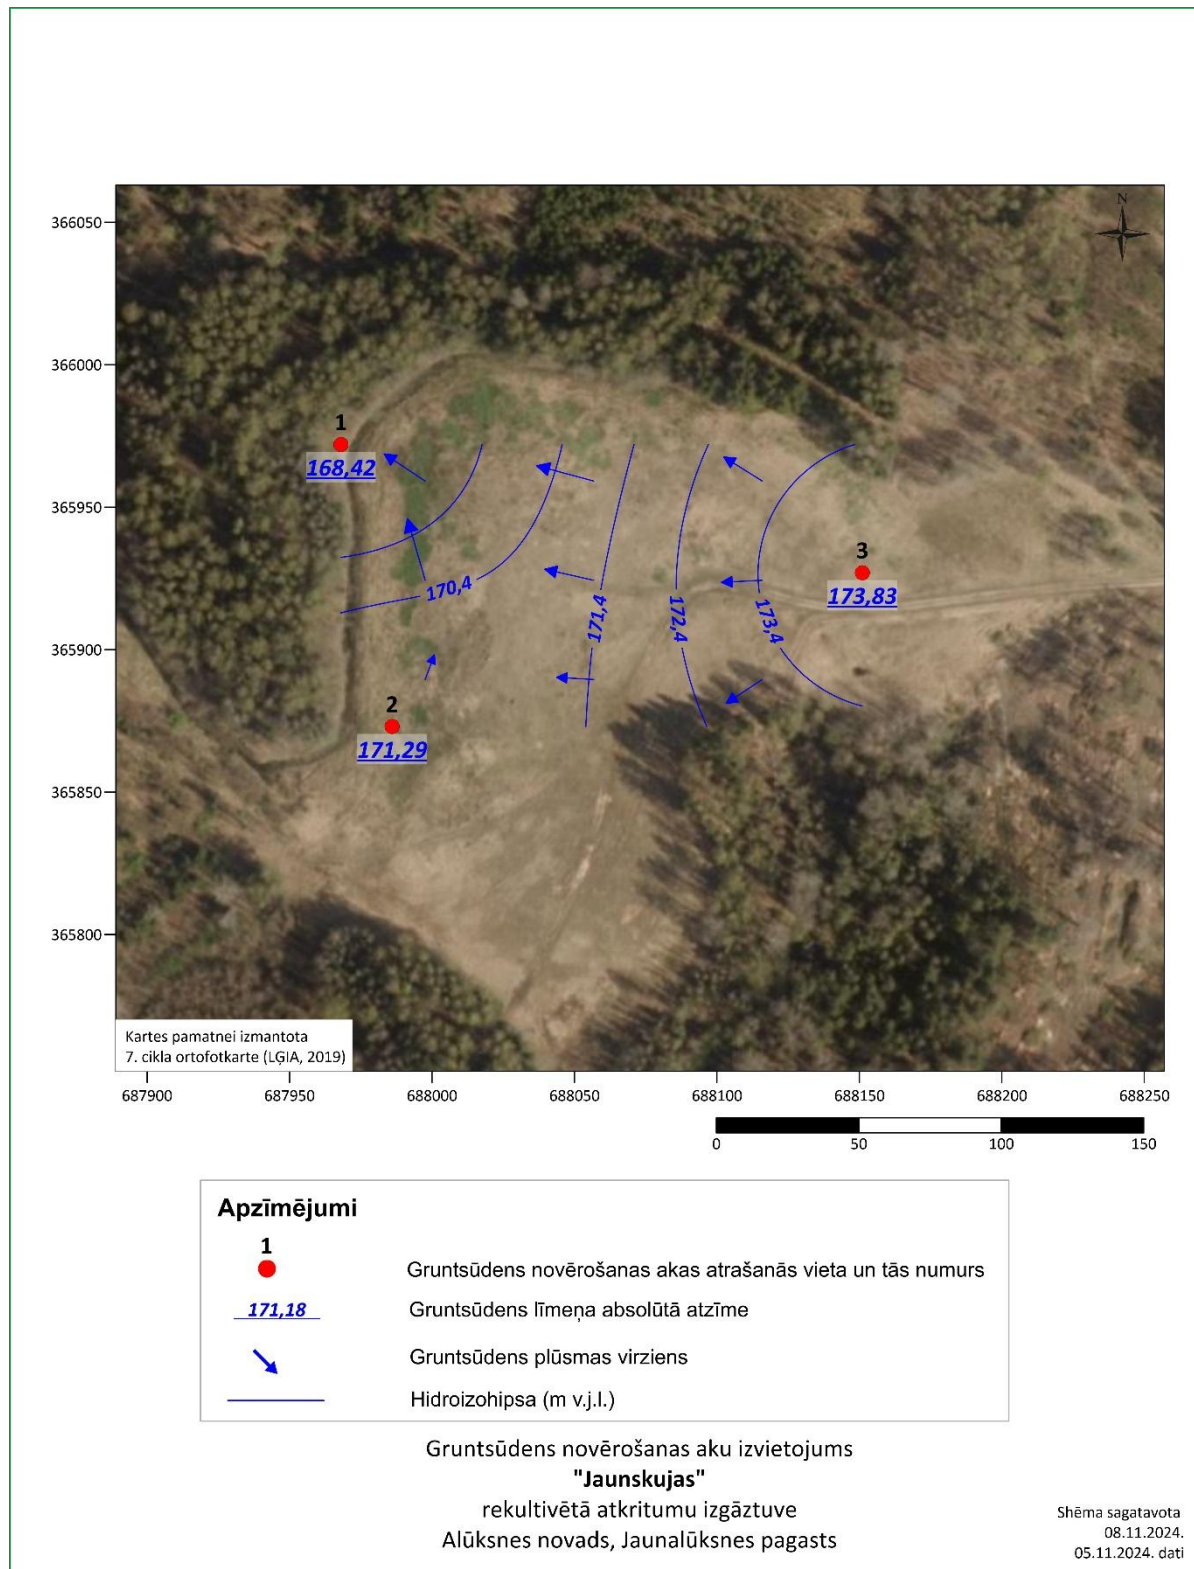 N
366050
366000
365950
365900
365850
365800
1
168,42
170,4
171,4
172,4
173,4
3
173,83
2
171,29
Kartes pamatnei izmantota
7. cikla ortofotkarte (LĢIA, 2019)
687900 687950 688000 688050 688100 688150 688200 688250
0 50 100 150
Apzīmējumi
1
Gruntsūdens novērošanas akas atrašanās vieta un tās numurs
171,18 Gruntsūdens līmeņa absolūtā atzīme
Gruntsūdens plūsmas virziens
Hidroizohipsa (m v.j.l.)
Gruntsūdens novērošanas aku izvietojums
"Jaunskujas"
rekultivētā atkritumu izgāztuve
Alūksnes novads, Jaunalūksnes pagasts
Shēma sagatavota
08.11.2024.
05.11.2024. dati